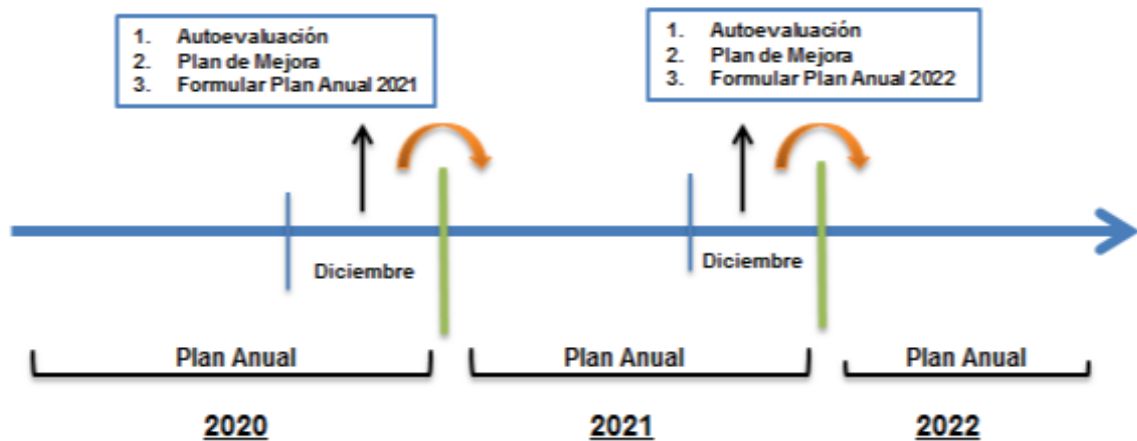 1. Autoevaluación
2. Plan de Mejora
3. Formular Plan Anual 2021
1. Autoevaluación
2. Plan de Mejora
3. Formular Plan Anual 2022
Diciembre
Diciembre
Plan Anual
Plan Anual
Plan Anual
2020
2021
2022